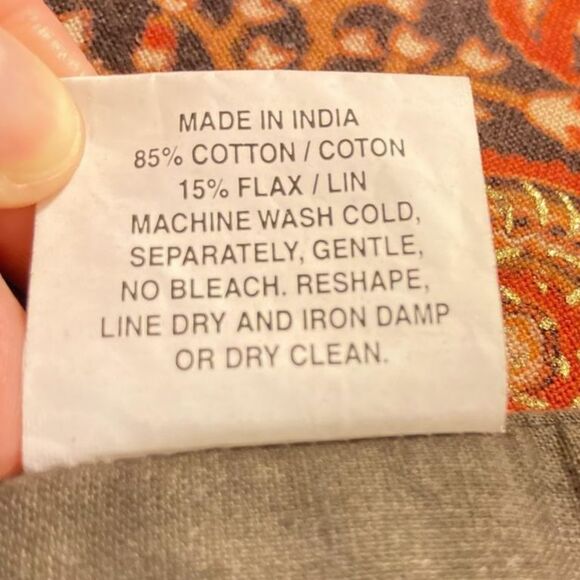 MADE IN INDIA
85% COTTON / COTON
15% FLAX / LIN
MACHINE WASH COLD,
SEPARATELY, GENTLE,
NO BLEACH. RESHAPE,
LINE DRY AND IRON DAMP
OR DRY CLEAN.